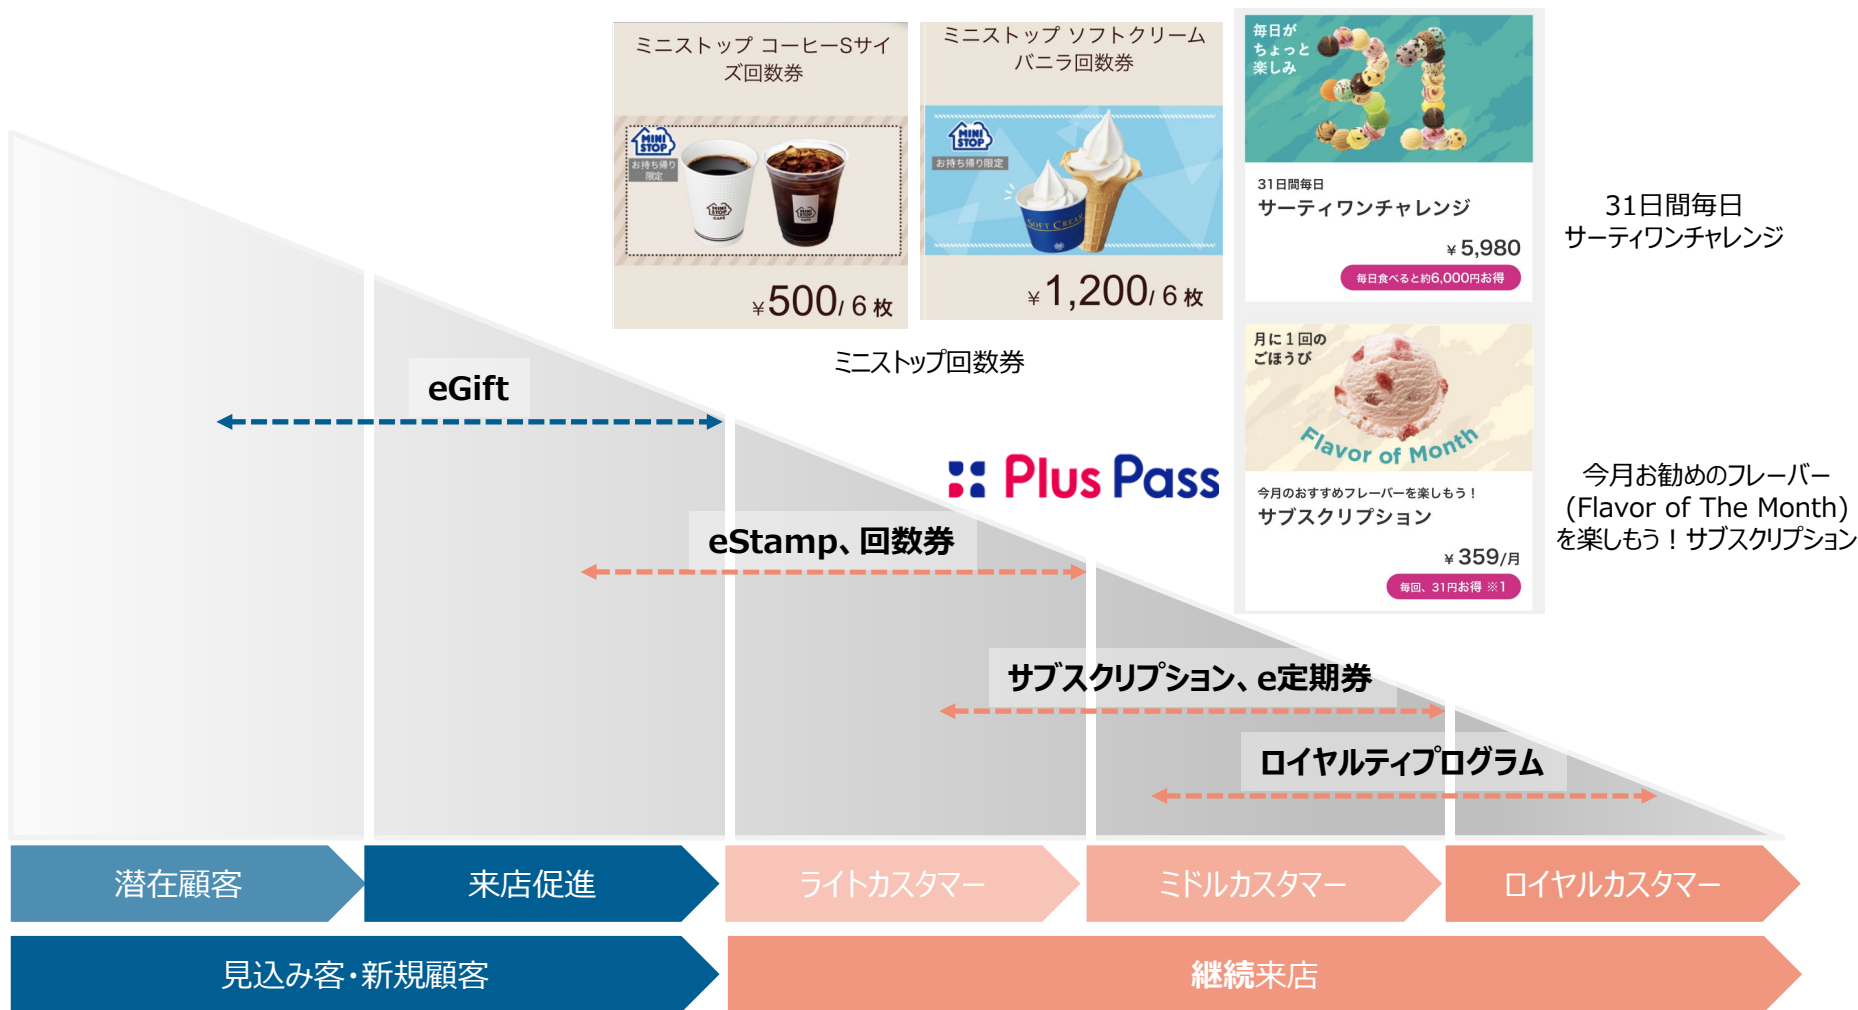 ミニストップ コーヒーSサイ
ズ回数券
MINI
STOP
お持ち帰り
限定
MINI
STOP
CAFE
MINI
STOP
CAFE
¥500/ 6 枚
ミニストップ ソフトクリーム
バニラ回数券
MINI
STOP
お持ち帰り限定
SOFT CREAM
¥1,200/ 6 枚
ミニストップ回数券
毎日が
ちょっと
楽しみ
31
31日間毎日
サーティワンチャレンジ
¥5,980
毎日食べると約6,000円お得
31日間毎日
サーティワンチャレンジ
月に1回の
ごほうび
Flavor of Month
今月のおすすめフレーバーを楽しもう！
サブスクリプション
¥359/月
毎回、31円お得 ※1
今月お勧めのフレーバー
(Flavor of The Month)
を楽しもう！サブスクリプション
Plus Pass
eGift
eStamp、回数券
サブスクリプション、e定期券
ロイヤルティプログラム
潜在顧客
来店促進
ライトカスタマー
ミドルカスタマー
ロイヤルカスタマー
見込み客・新規顧客
継続来店